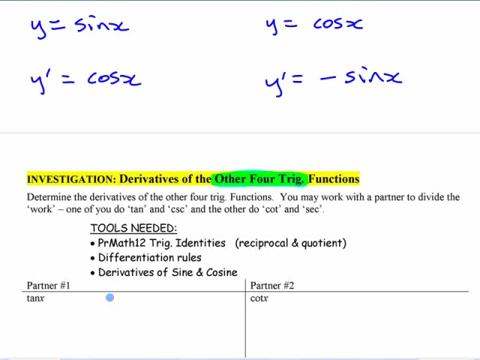 y = sinx
y = cosx
y' = cosx
y' = - sinx
INVESTIGATION: Derivatives of the Other Four Trig. Functions
Determine the derivatives of the other four trig. Functions. You may work with a partner to divide the
'work' – one of you do 'tan' and 'csc' and the other do 'cot' and 'sec'.
TOOLS NEEDED:
• PrMath12 Trig. Identities (reciprocal & quotient)
• Differentiation rules
• Derivatives of Sine & Cosine
Partner #1
Partner #2
tanx
cotx